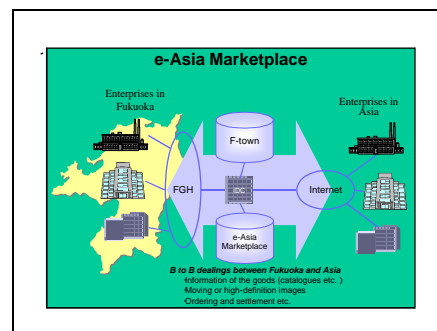 e-Asia Marketplace
Enterprises in
Fukuoka
Enterprises in
Asia
F-town
FGH
Internet
e-Asia
Marketplace
B to B dealings between Fukuoka and Asia
·Information of the goods (catalogues etc. )
·Moving or high-definition images
·Ordering and settlement etc.